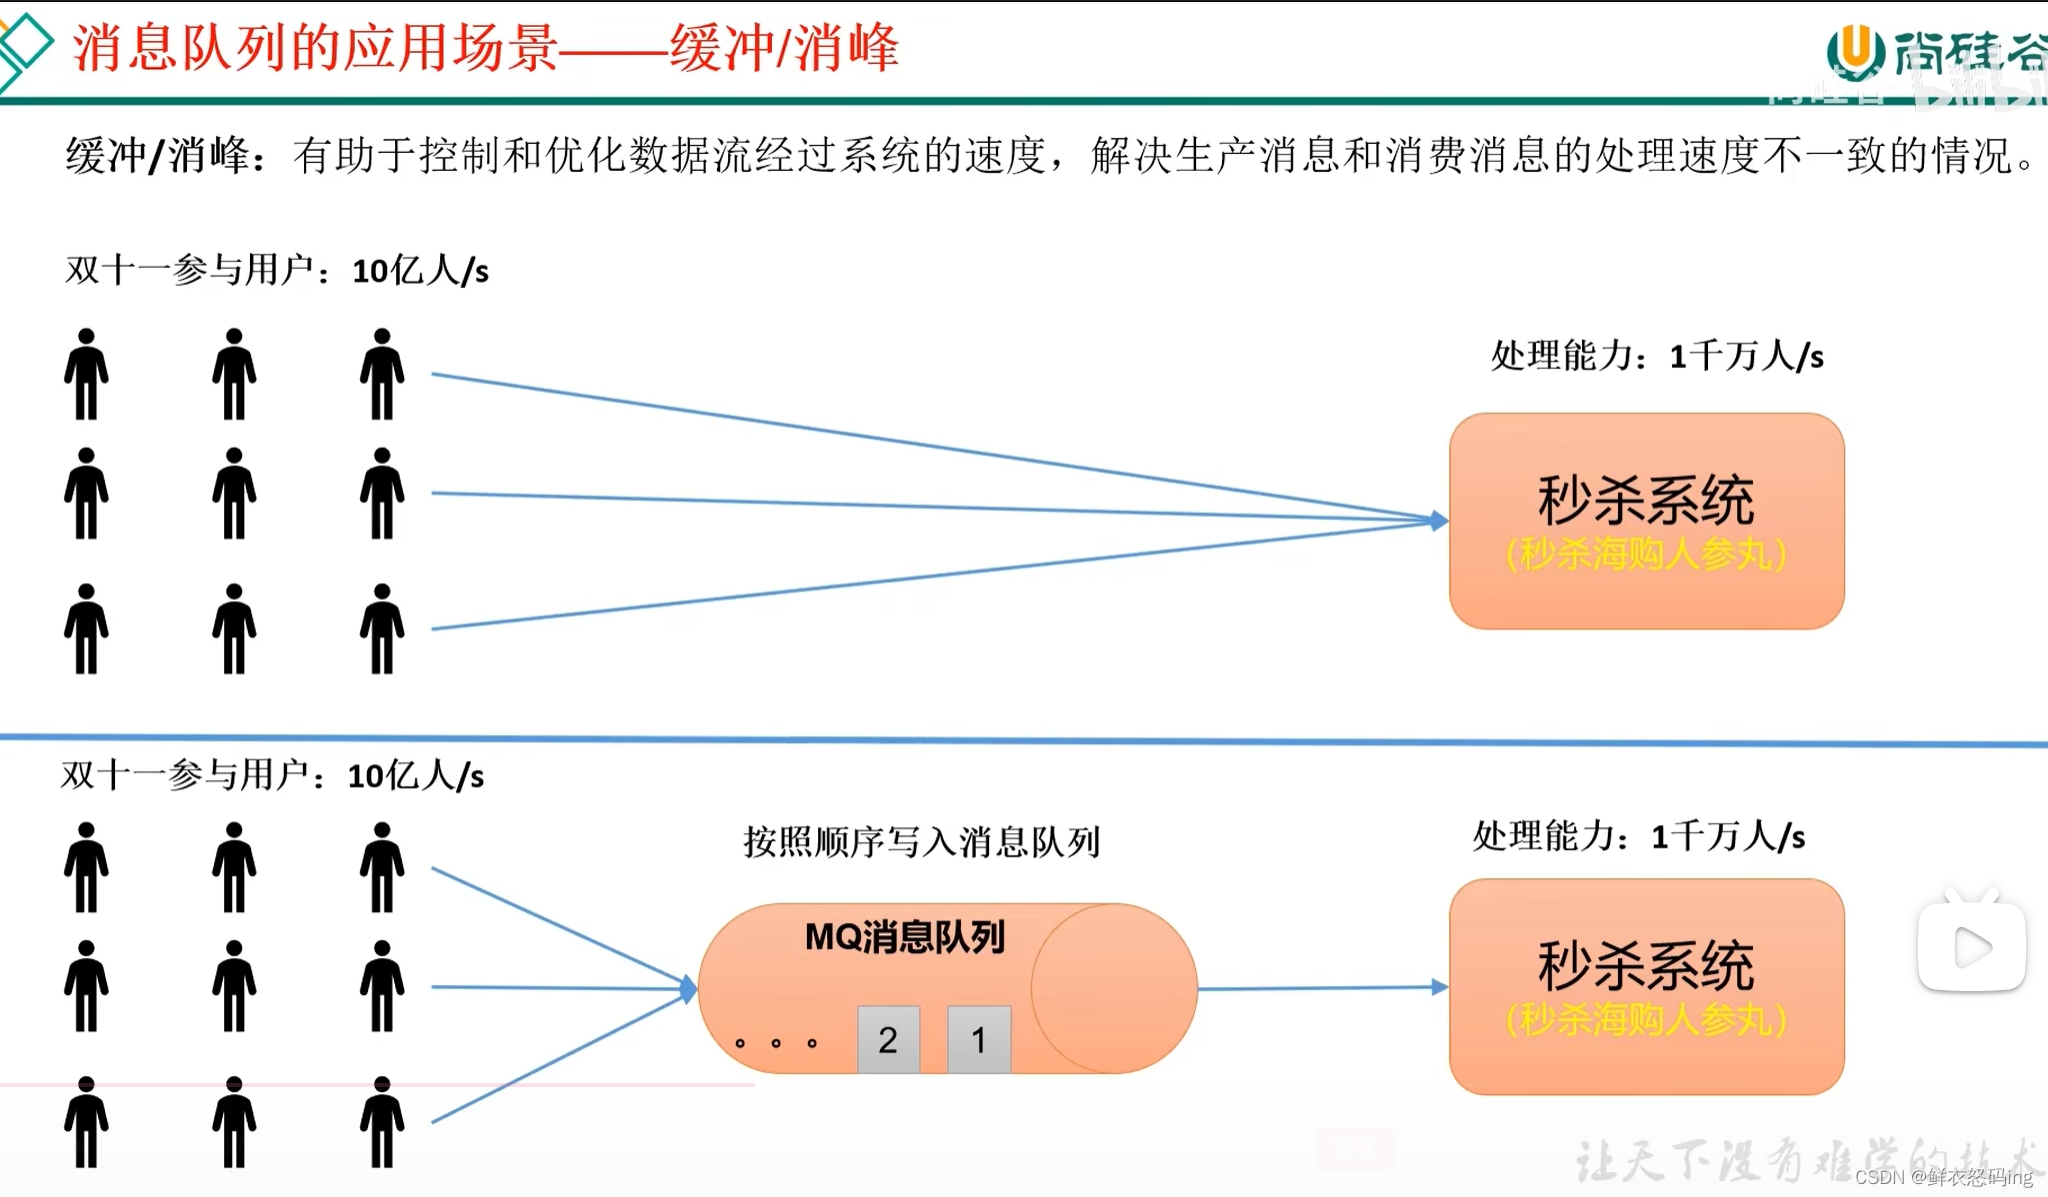 消息队列的应用场景——缓冲/消峰
尚硅谷
缓冲/消峰：有助于控制和优化数据流经过系统的速度，解决生产消息和消费消息的处理速度不一致的情况。
双十一参与用户：10亿人/s
处理能力：1千万人/s
秒杀系统
(秒杀海购人参丸)
双十一参与用户：10亿人/s
按照顺序写入消息队列
处理能力：1千万人/s
MQ消息队列
。。。 2 1
秒杀系统
(秒杀海购人参丸)
让天下没有难学的技术
CSDN @鲜衣怒码ing